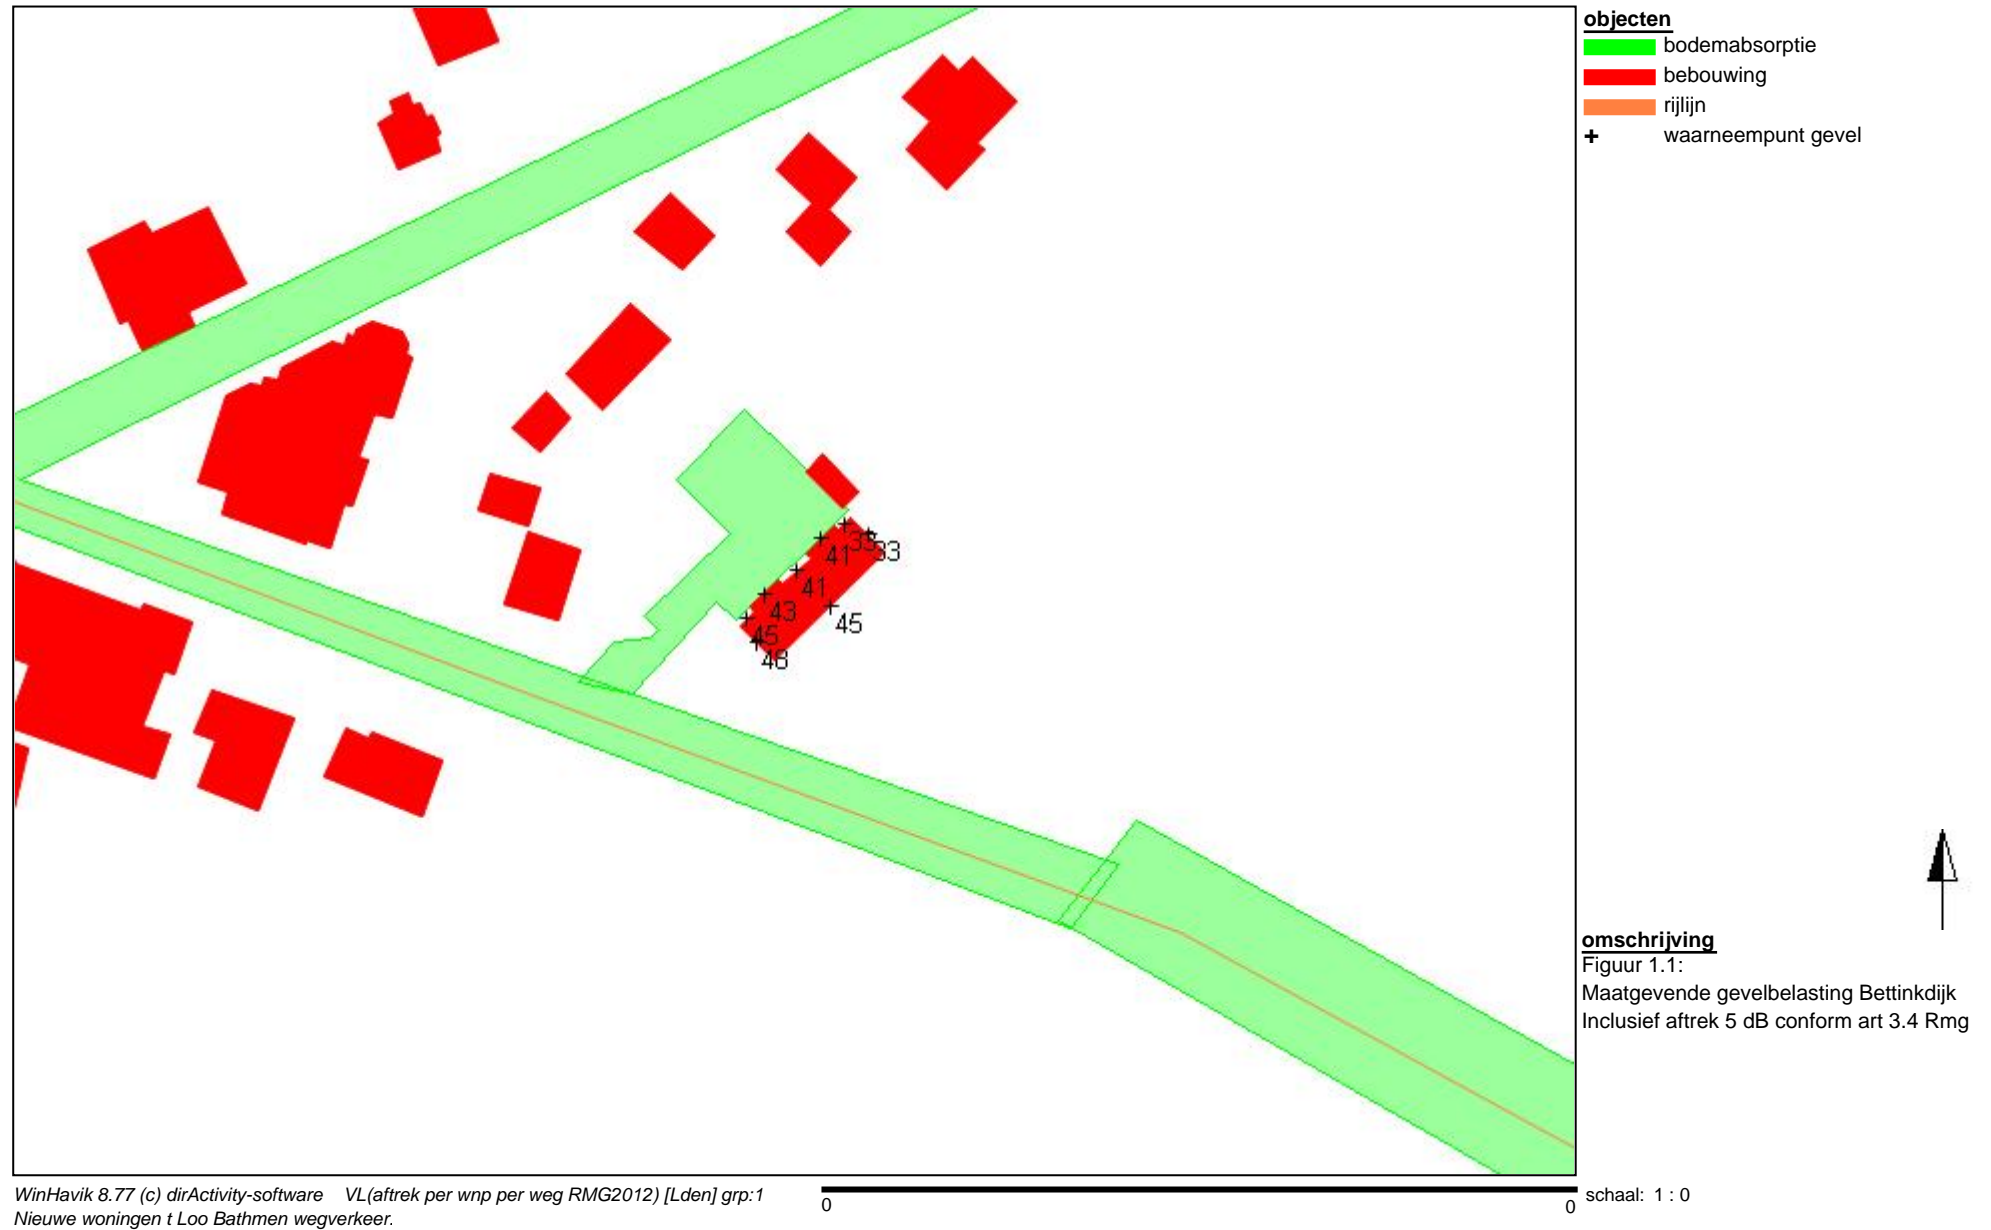 objecten
bodemabsorptie
bebouwing
rijlijn
+ waarneempunt gevel
33
41
41
43
45
45
48
omschrijving
Figuur 1.1:
Maatgevende gevelbelasting Bettinkdijk
Inclusief aftrek 5 dB conform art 3.4 Rmg
WinHavik 8.77 (c) dirActivity-software VL(aftrek per wnp per weg RMG2012) [Lden] grp:1
Nieuwe woningen t Loo Bathmen wegverkeer.
0 0
schaal: 1 : 0